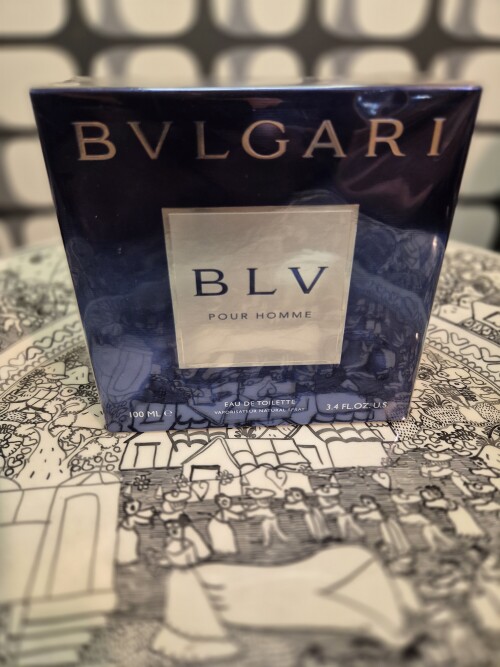 BVLGARI
BLV
POUR HOMME
EAU DE TOILETTE
VAPORISATEUR NATURAL SPRAY
100 ML ℮
3.4 FL.OZ. U.S.